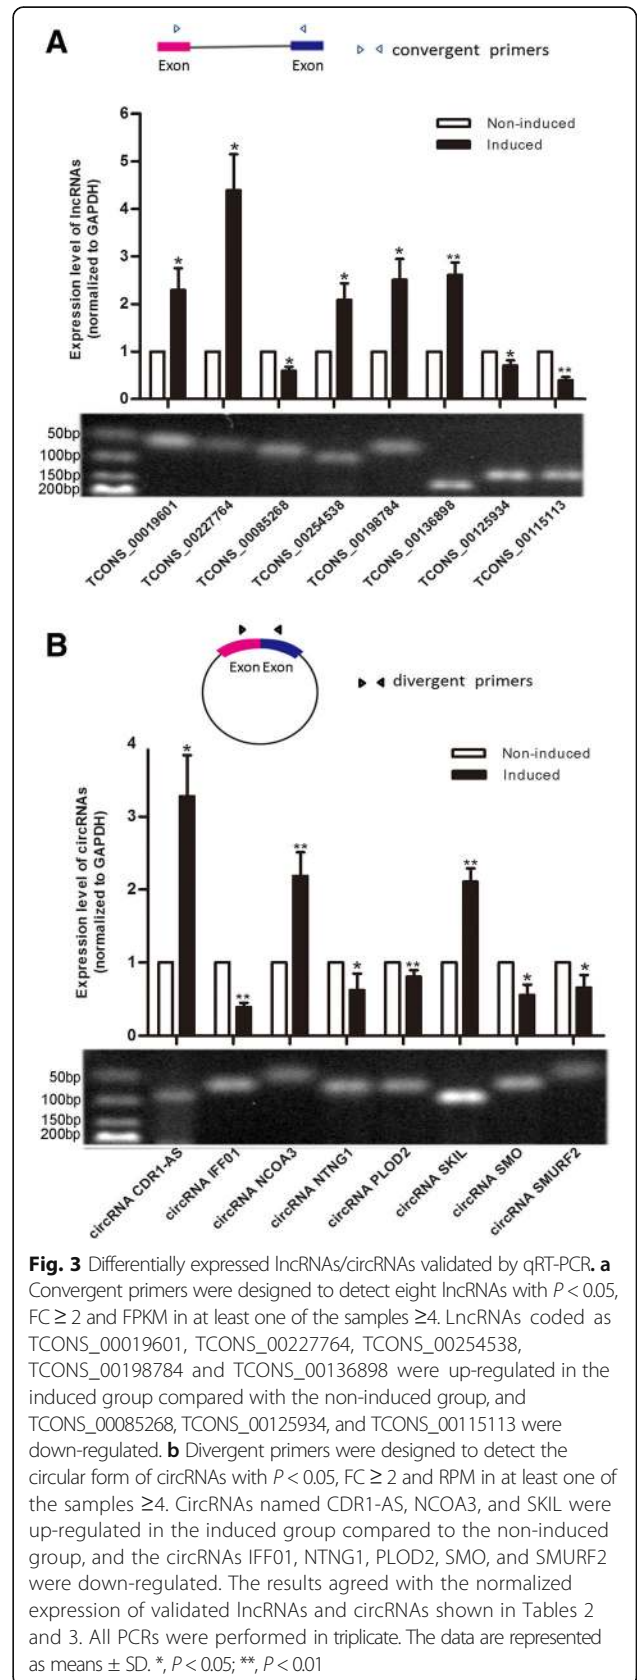 A
Exon
Exon
convergent primers
Expression level of lncRNAs
(normalized to GAPDH)
6
5
4
3
2
1
0
Non-induced
Induced
*
*
*
*
*
**
*
**
50bp
100bp
150bp
200bp
TCONS_00019601
TCONS_00227764
TCONS_00085268
TCONS_00254538
TCONS_00198784
TCONS_00136898
TCONS_00125934
TCONS_00115113
B
Exon Exon
divergent primers
Expression level of circRNAs
(normalized to GAPDH)
4
3
2
1
0
Non-induced
Induced
*
**
**
*
**
**
*
*
50bp
100bp
150bp
200bp
circRNA CDR1-AS
circRNA IFF01
circRNA NCOA3
circRNA NTNG1
circRNA PLOD2
circRNA SKIL
circRNA SMO
circRNA SMURF2
Fig. 3 Differentially expressed lncRNAs/circRNAs validated by qRT-PCR. a
Convergent primers were designed to detect eight lncRNAs with P < 0.05,
FC ≥ 2 and FPKM in at least one of the samples ≥4. LncRNAs coded as
TCONS_00019601, TCONS_00227764, TCONS_00254538,
TCONS_00198784 and TCONS_00136898 were up-regulated in the
induced group compared with the non-induced group, and
TCONS_00085268, TCONS_00125934, and TCONS_00115113 were
down-regulated. b Divergent primers were designed to detect the
circular form of circRNAs with P < 0.05, FC ≥ 2 and RPM in at least one of
the samples ≥4. CircRNAs named CDR1-AS, NCOA3, and SKIL were
up-regulated in the induced group compared to the non-induced
group, and the circRNAs IFF01, NTNG1, PLOD2, SMO, and SMURF2
were down-regulated. The results agreed with the normalized
expression of validated lncRNAs and circRNAs shown in Tables 2
and 3. All PCRs were performed in triplicate. The data are represented
as means ± SD. *, P < 0.05; **, P < 0.01